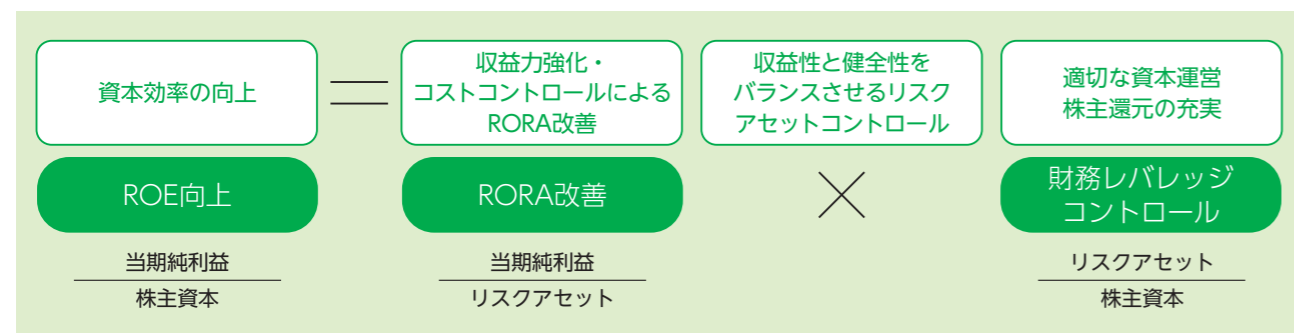 資本効率の向上
収益力強化・
コストコントロールによる
RORA改善
収益性と健全性を
バランスさせるリスク
アセットコントロール
適切な資本運営
株主還元の充実
ROE向上
RORA改善
財務レバレッジ
コントロール
当期純利益
株主資本
当期純利益
リスクアセット
リスクアセット
株主資本